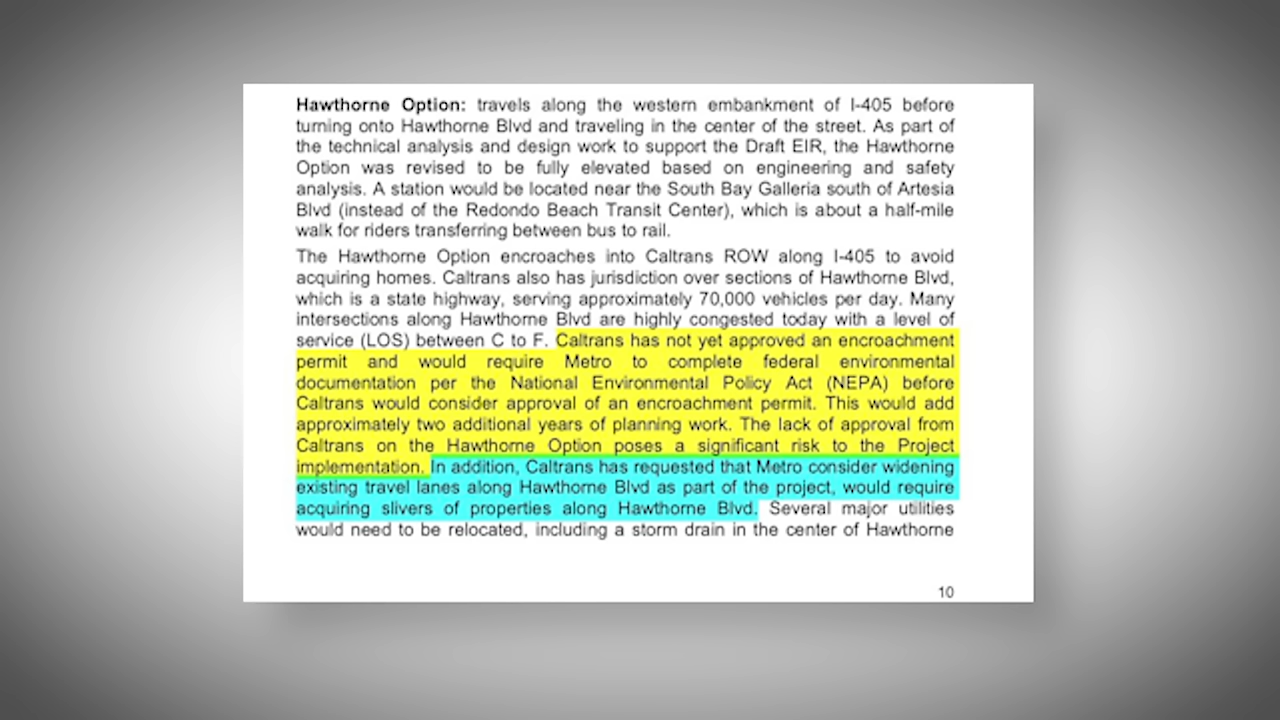 Hawthorne Option: travels along the western embankment of I-405 before
turning onto Hawthorne Blvd and traveling in the center of the street. As part of
the technical analysis and design work to support the Draft EIR, the Hawthorne
Option was revised to be fully elevated based on engineering and safety
analysis. A station would be located near the South Bay Galleria south of Artesia
Blvd (instead of the Redondo Beach Transit Center), which is about a half-mile
walk for riders transferring between bus to rail.
The Hawthorne Option encroaches into Caltrans ROW along I-405 to avoid
acquiring homes. Caltrans also has jurisdiction over sections of Hawthorne Blvd,
which is a state highway, serving approximately 70,000 vehicles per day. Many
intersections along Hawthorne Blvd are highly congested today with a level of
service (LOS) between C to F. Caltrans has not yet approved an encroachment
permit and would require Metro to complete federal environmental
documentation per the National Environmental Policy Act (NEPA) before
Caltrans would consider approval of an encroachment permit. This would add
approximately two additional years of planning work. The lack of approval from
Caltrans on the Hawthorne Option poses a significant risk to the Project
implementation. In addition, Caltrans has requested that Metro consider widening
existing travel lanes along Hawthorne Blvd as part of the project, would require
acquiring slivers of properties along Hawthorne Blvd. Several major utilities
would need to be relocated, including a storm drain in the center of Hawthorne
10